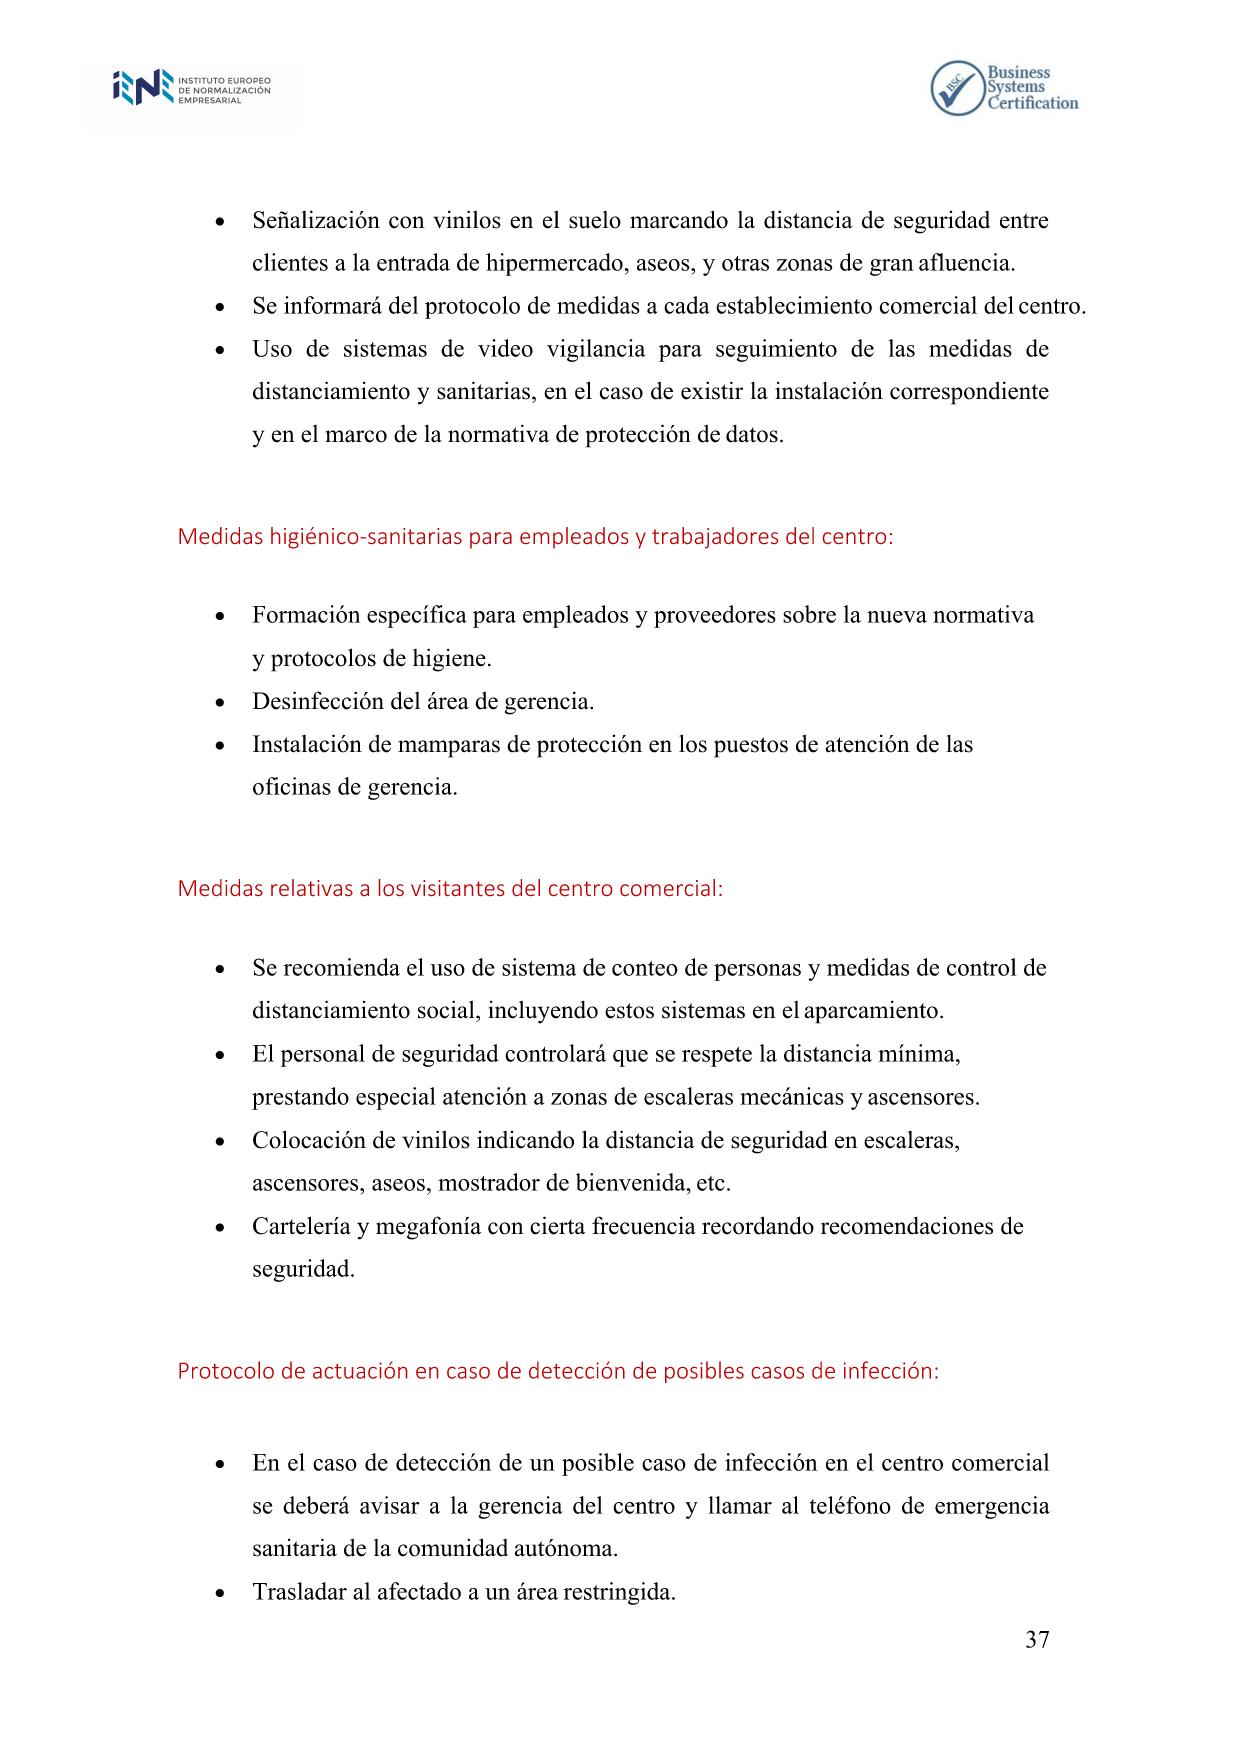 iENE INSTITUTO EUROPEO
DE NORMALIZACIÓN
EMPRESARIAL
BSC Business
Systems
Certification
• Señalización con vinilos en el suelo marcando la distancia de seguridad entre
clientes a la entrada de hipermercado, aseos, y otras zonas de gran afluencia.
• Se informará del protocolo de medidas a cada establecimiento comercial del centro.
• Uso de sistemas de video vigilancia para seguimiento de las medidas de
distanciamiento y sanitarias, en el caso de existir la instalación correspondiente
y en el marco de la normativa de protección de datos.
Medidas higiénico-sanitarias para empleados y trabajadores del centro:
• Formación específica para empleados y proveedores sobre la nueva normativa
y protocolos de higiene.
• Desinfección del área de gerencia.
• Instalación de mamparas de protección en los puestos de atención de las
oficinas de gerencia.
Medidas relativas a los visitantes del centro comercial:
• Se recomienda el uso de sistema de conteo de personas y medidas de control de
distanciamiento social, incluyendo estos sistemas en el aparcamiento.
• El personal de seguridad controlará que se respete la distancia mínima,
prestando especial atención a zonas de escaleras mecánicas y ascensores.
• Colocación de vinilos indicando la distancia de seguridad en escaleras,
ascensores, aseos, mostrador de bienvenida, etc.
• Cartelería y megafonía con cierta frecuencia recordando recomendaciones de
seguridad.
Protocolo de actuación en caso de detección de posibles casos de infección:
• En el caso de detección de un posible caso de infección en el centro comercial
se deberá avisar a la gerencia del centro y llamar al teléfono de emergencia
sanitaria de la comunidad autónoma.
• Trasladar al afectado a un área restringida.
37